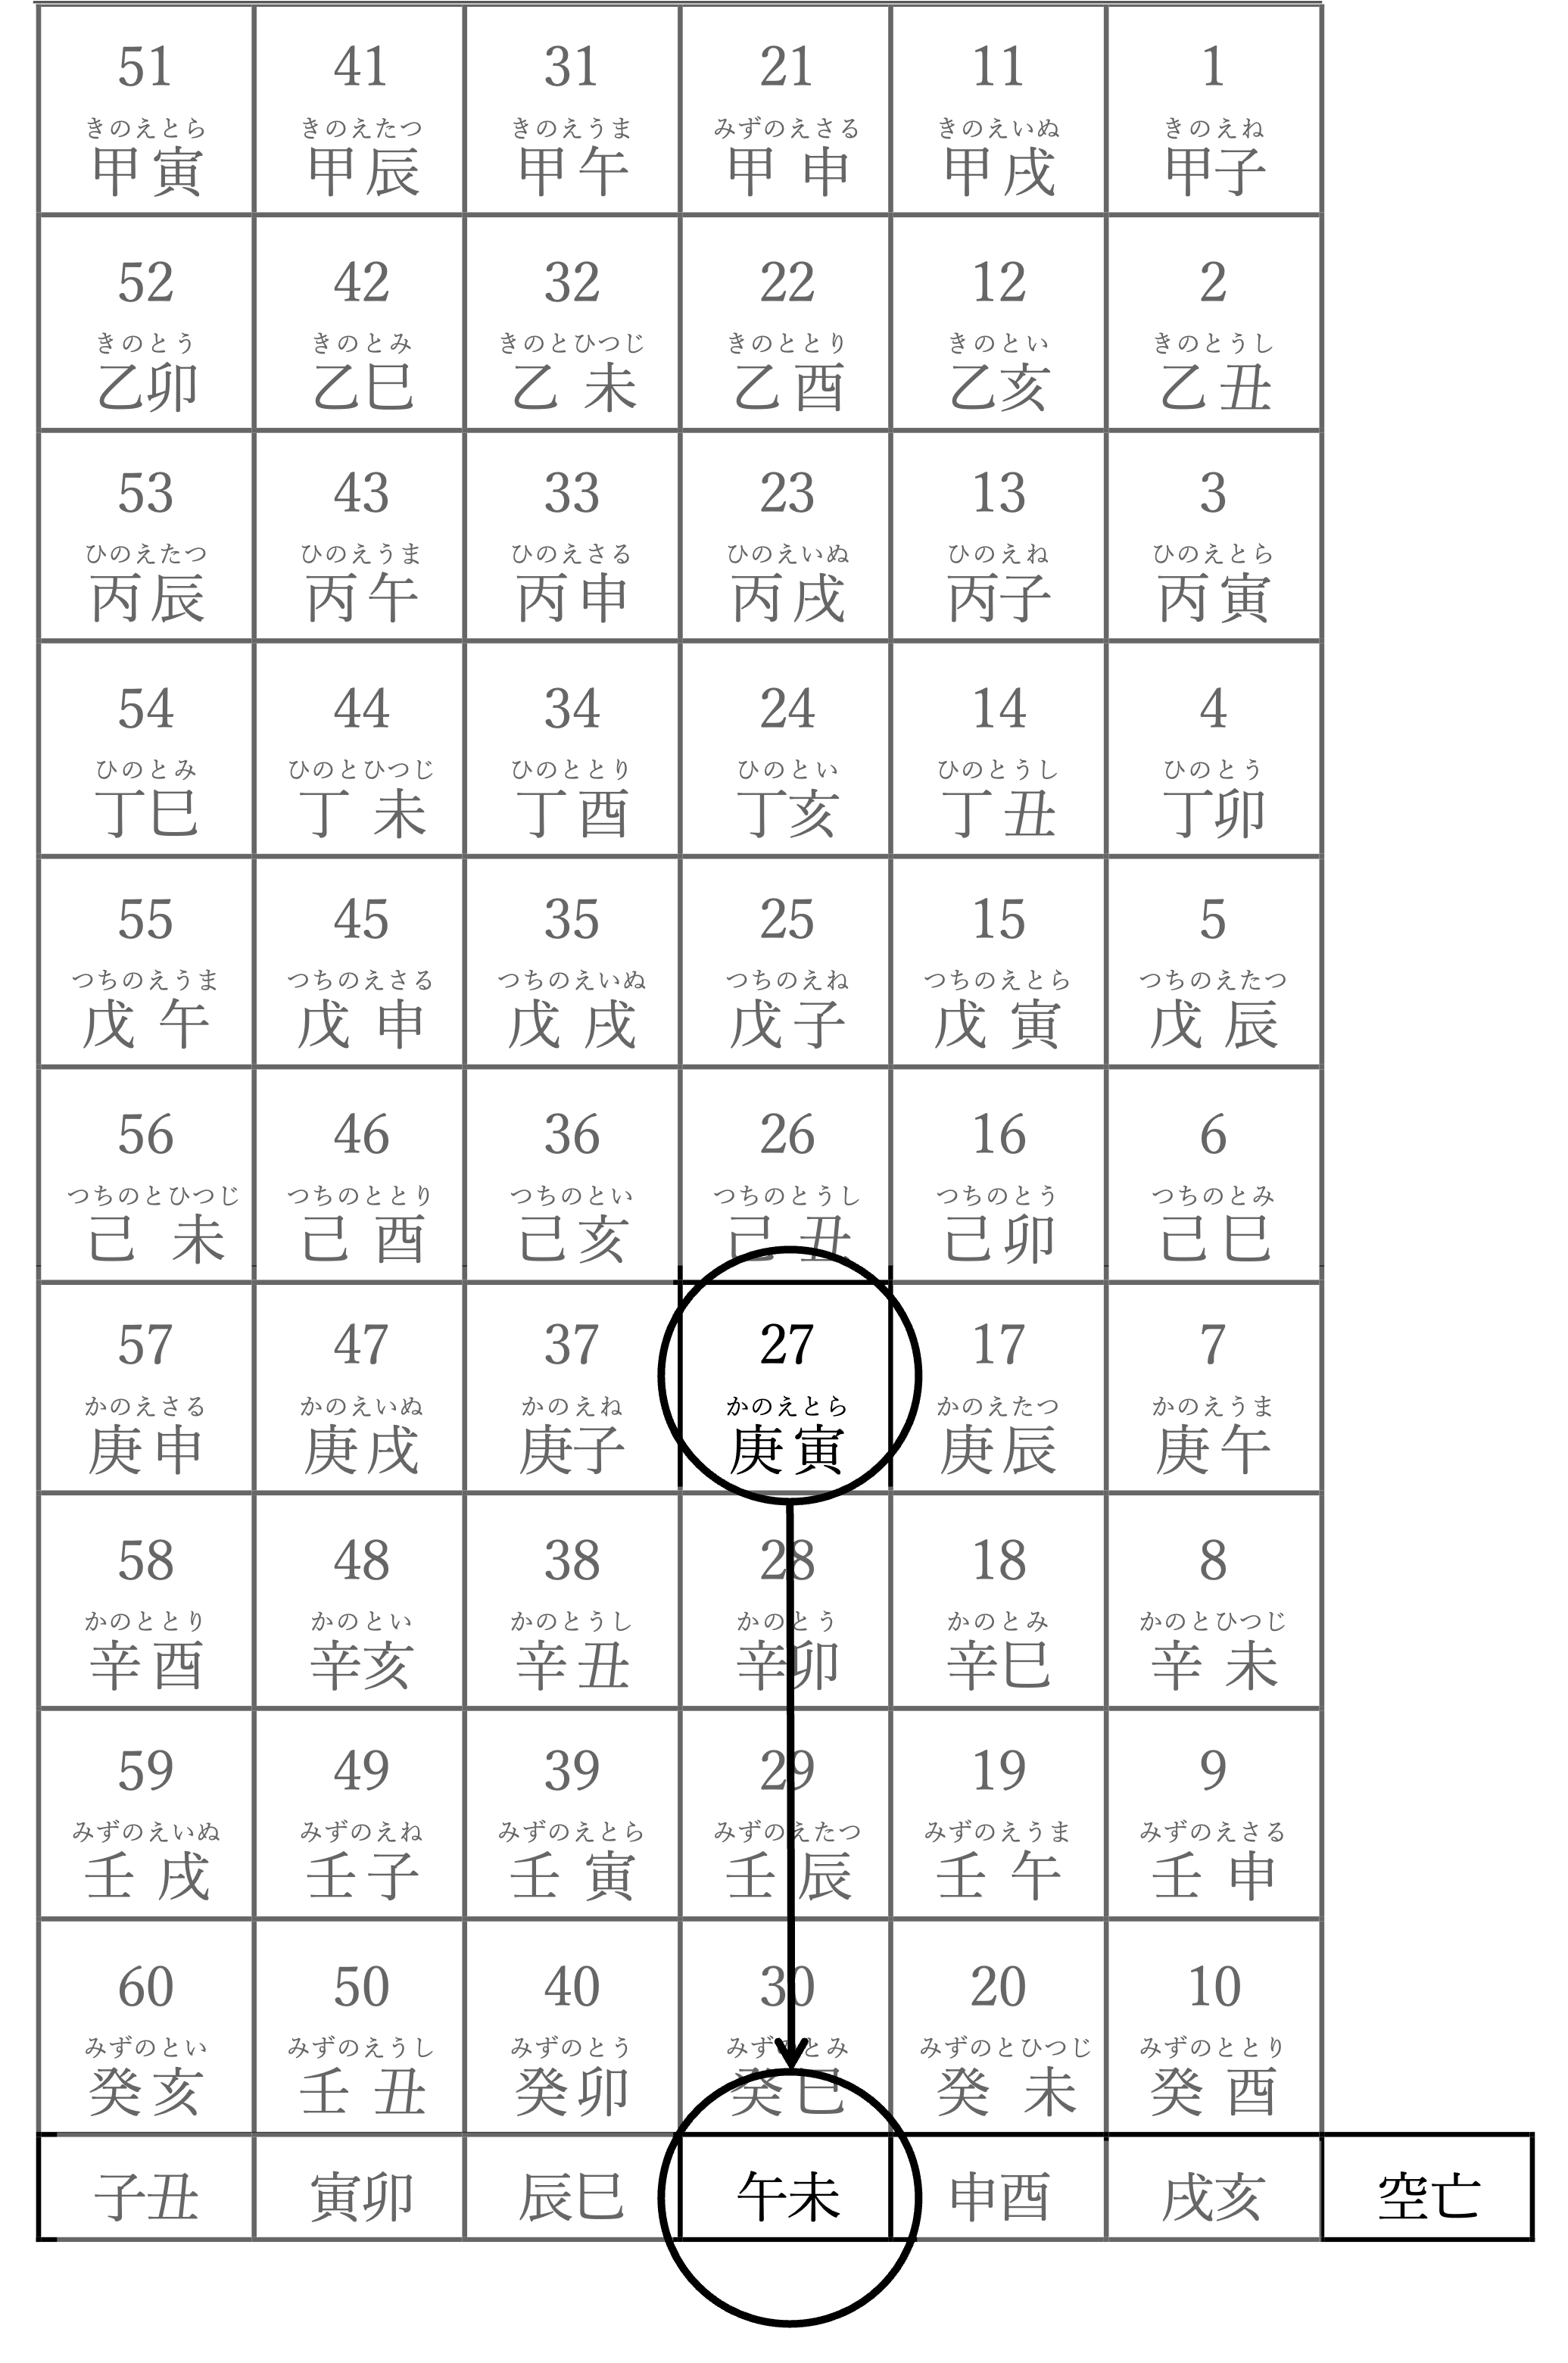 51 41 31 21 11 1
きのえとら きのえたつ きのえうま みずのえさる きのえいぬ きのえね
甲寅 甲辰 甲午 甲申 甲戌 甲子
52 42 32 22 12 2
きのとう きのとみ きのとひつじ きのととり きのとい きのとうし
乙卯 乙巳 乙未 乙酉 乙亥 乙丑
53 43 33 23 13 3
ひのえたつ ひのえうま ひのえさる ひのえいぬ ひのえね ひのえとら
丙辰 丙午 丙申 丙戌 丙子 丙寅
54 44 34 24 14 4
ひのとみ ひのとひつじ ひのととり ひのとい ひのとうし ひのとう
丁巳 丁未 丁酉 丁亥 丁丑 丁卯
55 45 35 25 15 5
つちのえうま つちのえさる つちのえいぬ つちのえね つちのえとら つちのえたつ
戊午 戊申 戊戌 戊子 戊寅 戊辰
56 46 36 26 16 6
つちのとひつじ つちのととり つちのとい つちのとうし つちのとう つちのとみ
己未 己酉 己亥 己丑 己卯 己巳
57 47 37 27 17 7
かのえさる かのえいぬ かのえね かのえとら かのえたつ かのえうま
庚申 庚戌 庚子 庚寅 庚辰 庚午
58 48 38 28 18 8
かのととり かのとい かのとうし かのとう かのとみ かのとひつじ
辛酉 辛亥 辛丑 辛卯 辛巳 辛未
59 49 39 29 19 9
みずのえいぬ みずのえね みずのえとら みずのえたつ みずのえうま みずのえさる
壬戌 壬子 壬寅 壬辰 壬午 壬申
60 50 40 30 20 10
みずのとい みずのえうし みずのとう みずのとみ みずのとひつじ みずのととり
癸亥 壬丑 癸卯 癸巳 癸未 癸酉
子丑 寅卯 辰巳 午未 申酉 戌亥 空亡